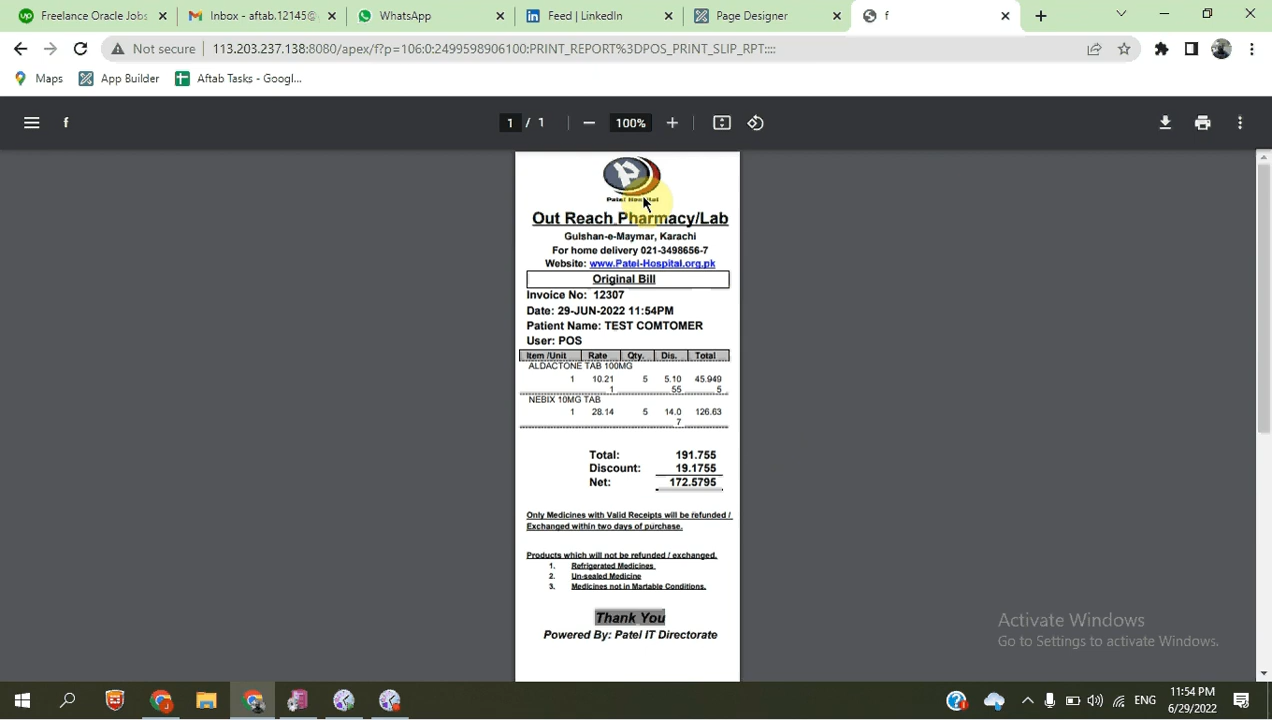 Freelance Oracle Jobs
Inbox - aftab.12145@
WhatsApp
Feed | LinkedIn
Page Designer
f
Not secure
113.203.237.138:8080/apex/f?p=106:0:2499598906100:PRINT_REPORT%3DPOS_PRINT_SLIP_RPT::::
Maps
App Builder
Aftab Tasks - Googl...
f
1 / 1
100%
Patel Hospital
Out Reach Pharmacy/Lab
Gulshan-e-Maymar, Karachi
For home delivery 021-3498656-7
Website: www.Patel-Hospital.org.pk
Original Bill
Invoice No: 12307
Date: 29-JUN-2022 11:54PM
Patient Name: TEST COMTOMER
User: POS
Item /Unit Rate Qty. Dis. Total
ALDACTONE TAB 100MG
1 10.21 5 5.10 45.949
1 55 5
NEBIX 10MG TAB
1 28.14 5 14.0 126.63
7
Total: 191.755
Discount: 19.1755
Net: 172.5795
Only Medicines with Valid Receipts will be refunded /
Exchanged within two days of purchase.
Products which will not be refunded / exchanged.
1. Refrigerated Medicines
2. Un-sealed Medicine
3. Medicines not in Martable Conditions.
Thank You
Powered By: Patel IT Directorate
Activate Windows
Go to Settings to activate Windows.
ENG
11:54 PM
6/29/2022